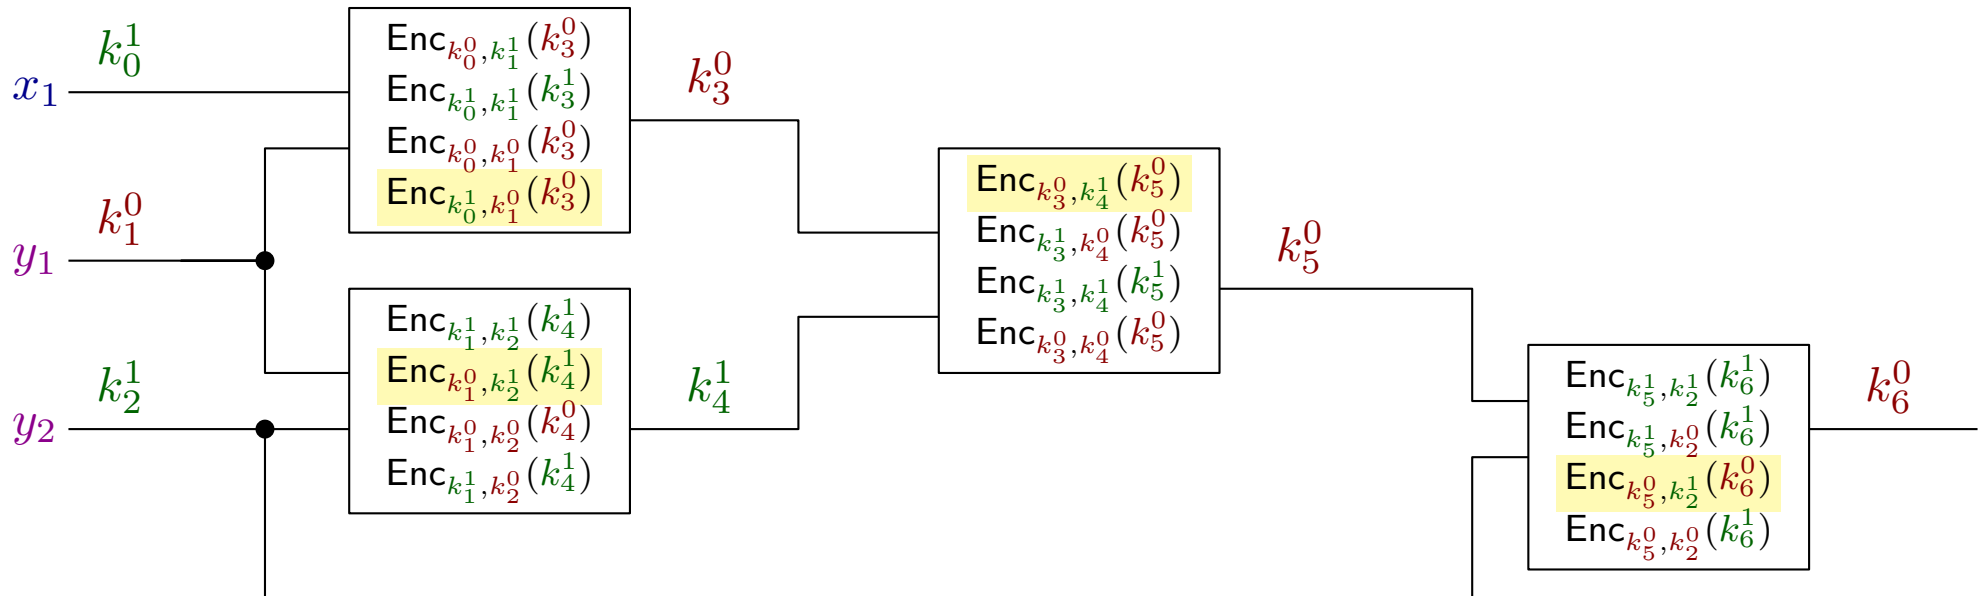 x_1
k_0^1
Enc_{k_0^0,k_1^1}(k_3^0)
Enc_{k_0^1,k_1^1}(k_3^1)
Enc_{k_0^0,k_1^0}(k_3^0)
Enc_{k_0^1,k_1^0}(k_3^0)
k_3^0
y_1
k_1^0
Enc_{k_1^1,k_2^1}(k_4^1)
Enc_{k_1^0,k_2^1}(k_4^1)
Enc_{k_1^0,k_2^0}(k_4^0)
Enc_{k_1^1,k_2^0}(k_4^1)
k_4^1
y_2
k_2^1
Enc_{k_3^0,k_4^1}(k_5^0)
Enc_{k_3^1,k_4^0}(k_5^0)
Enc_{k_3^1,k_4^1}(k_5^1)
Enc_{k_3^0,k_4^0}(k_5^0)
k_5^0
Enc_{k_5^1,k_2^1}(k_6^1)
Enc_{k_5^1,k_2^0}(k_6^1)
Enc_{k_5^0,k_2^1}(k_6^0)
Enc_{k_5^0,k_2^0}(k_6^1)
k_6^0